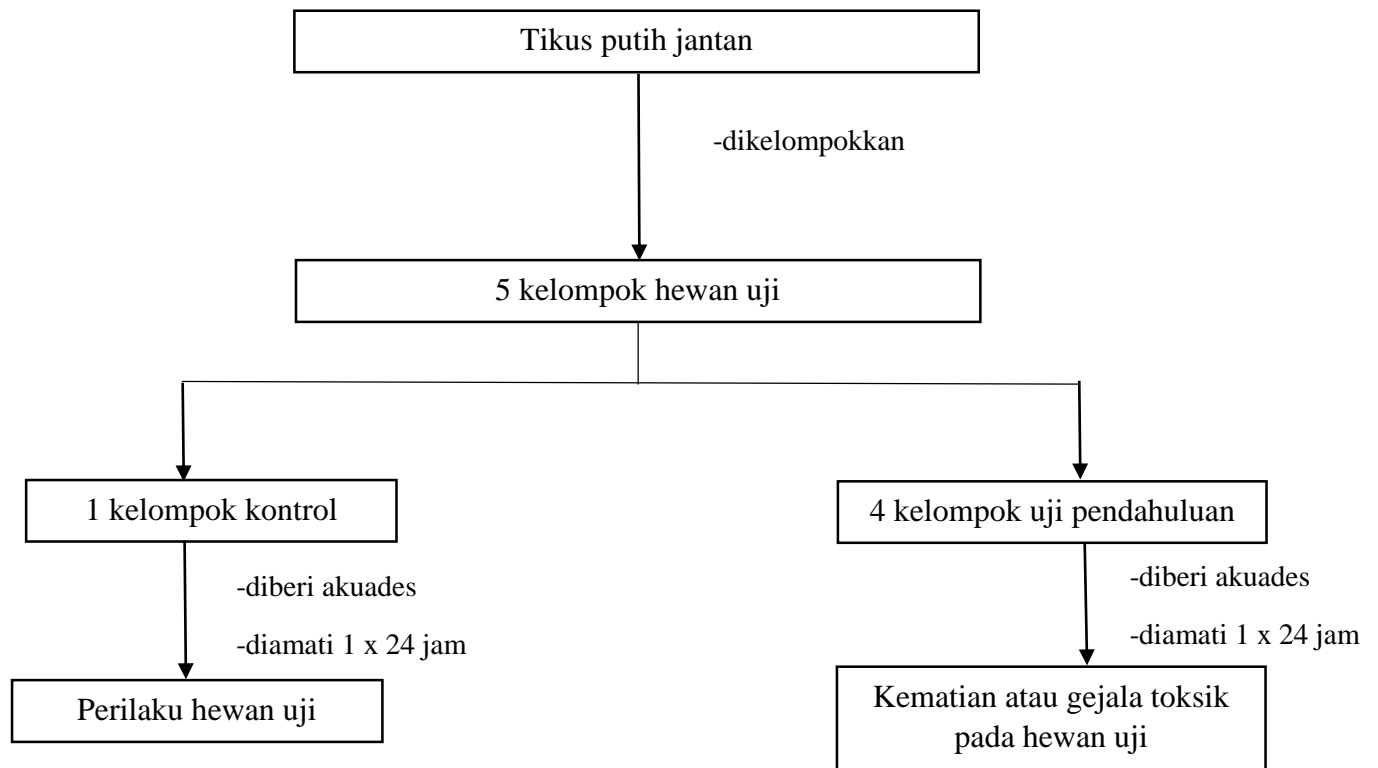 Tikus putih jantan
-dikelompokkan
5 kelompok hewan uji
1 kelompok kontrol
4 kelompok uji pendahuluan
-diberi akuades
-diamati 1 x 24 jam
-diberi akuades
-diamati 1 x 24 jam
Perilaku hewan uji
Kematian atau gejala toksik
pada hewan uji